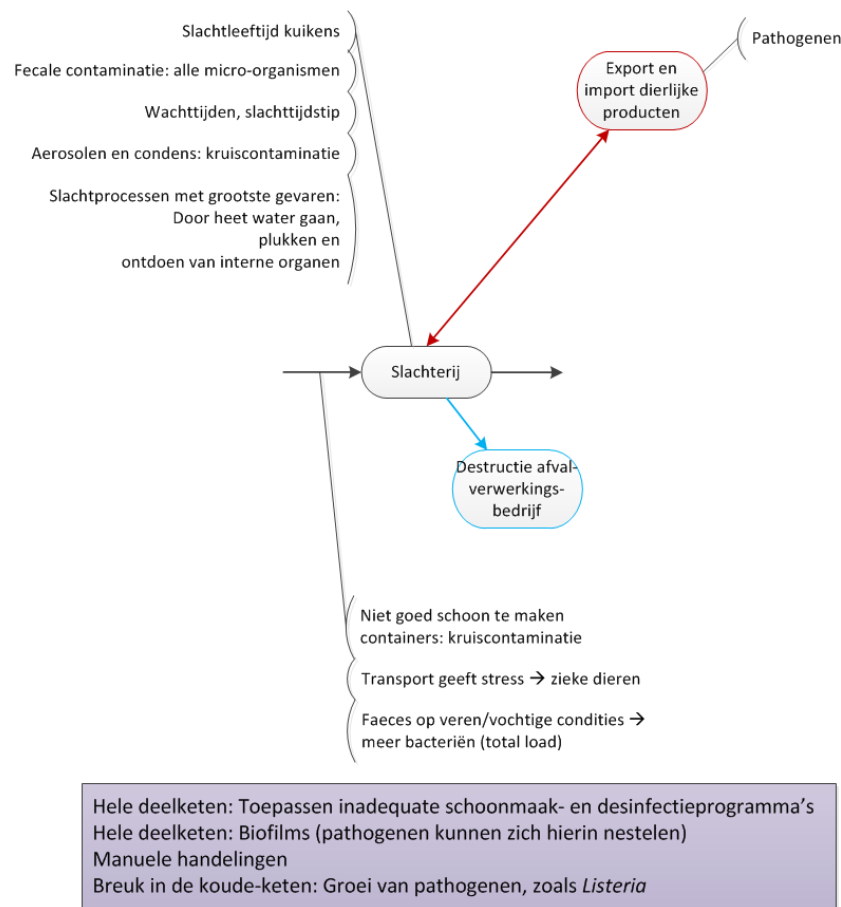 Slachtleeftijd kuikens
Fecale contaminatie: alle micro-organismen
Wachttijden, slachttijdstip
Aerosolen en condens: kruiscontaminatie
Slachtprocessen met grootste gevaren:
Door heet water gaan,
plukken en
ontdoen van interne organen
Pathogenen
Export en
import dierlijke
producten
Slachterij
Destructie afval-
verwerkings-
bedrijf
Niet goed schoon te maken
containers: kruiscontaminatie
Transport geeft stress → zieke dieren
Faeces op veren/vochtige condities →
meer bacteriën (total load)
Hele deelketen: Toepassen inadequate schoonmaak- en desinfectieprogramma's
Hele deelketen: Biofilms (pathogenen kunnen zich hierin nestelen)
Manuele handelingen
Breuk in de koude-keten: Groei van pathogenen, zoals Listeria